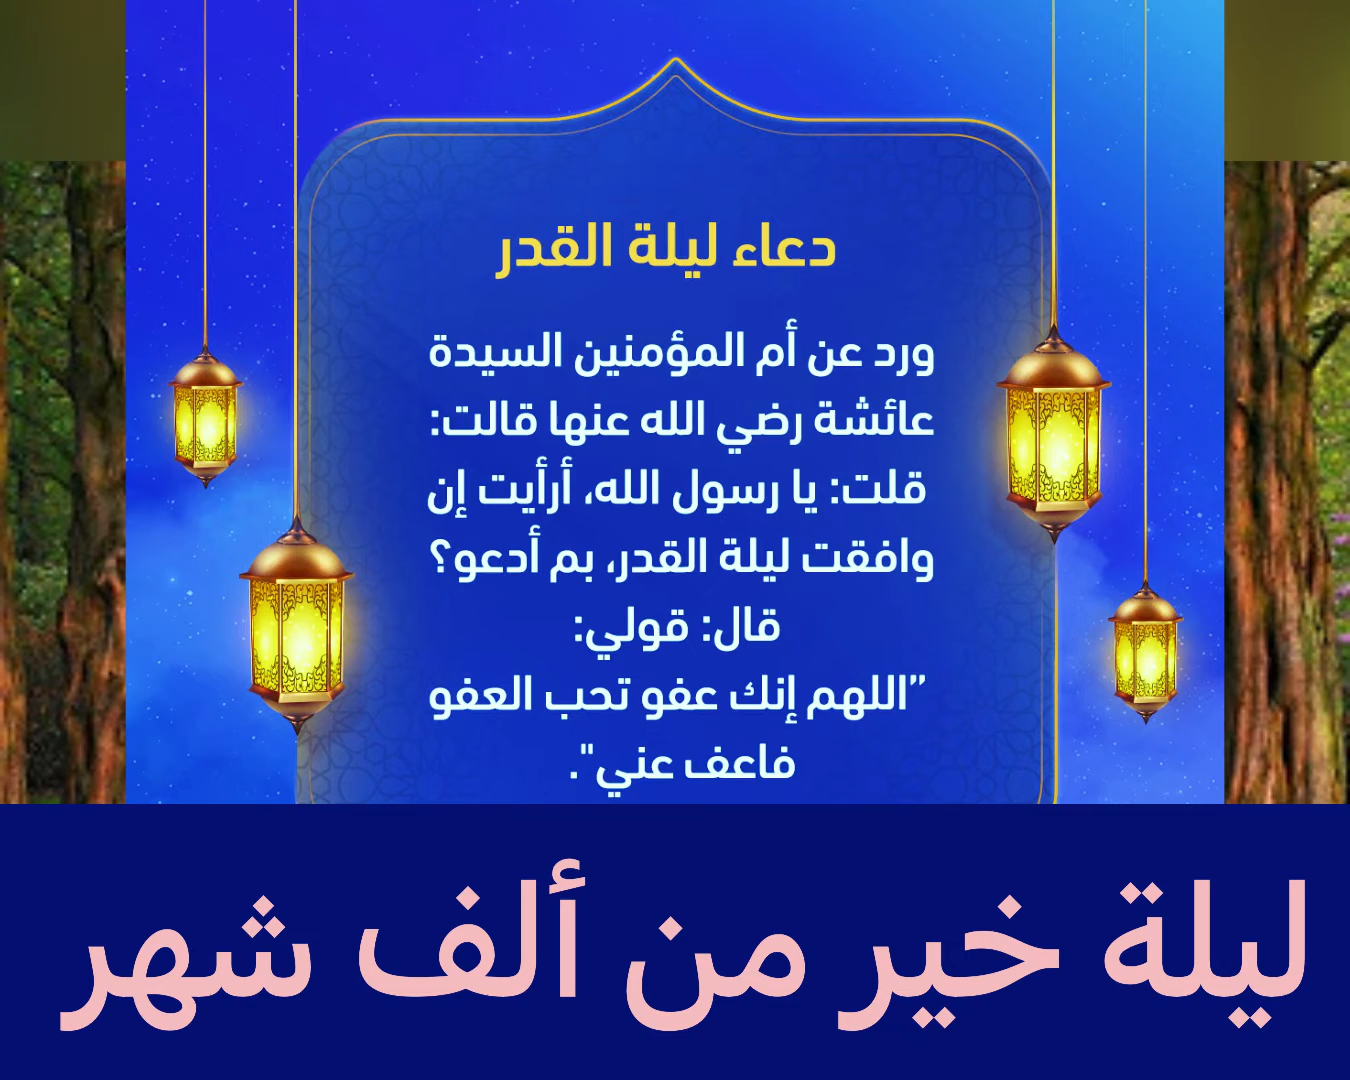 دعاء ليلة القدر
ورد عن أم المؤمنين السيدة
عائشة رضي الله عنها قالت:
قلت: يا رسول الله، أرأيت إن
وافقت ليلة القدر، بم أدعو؟
قال: قولي:
”اللهم إنك عفو تحب العفو
فاعف عني".
ليلة خير من ألف شهر